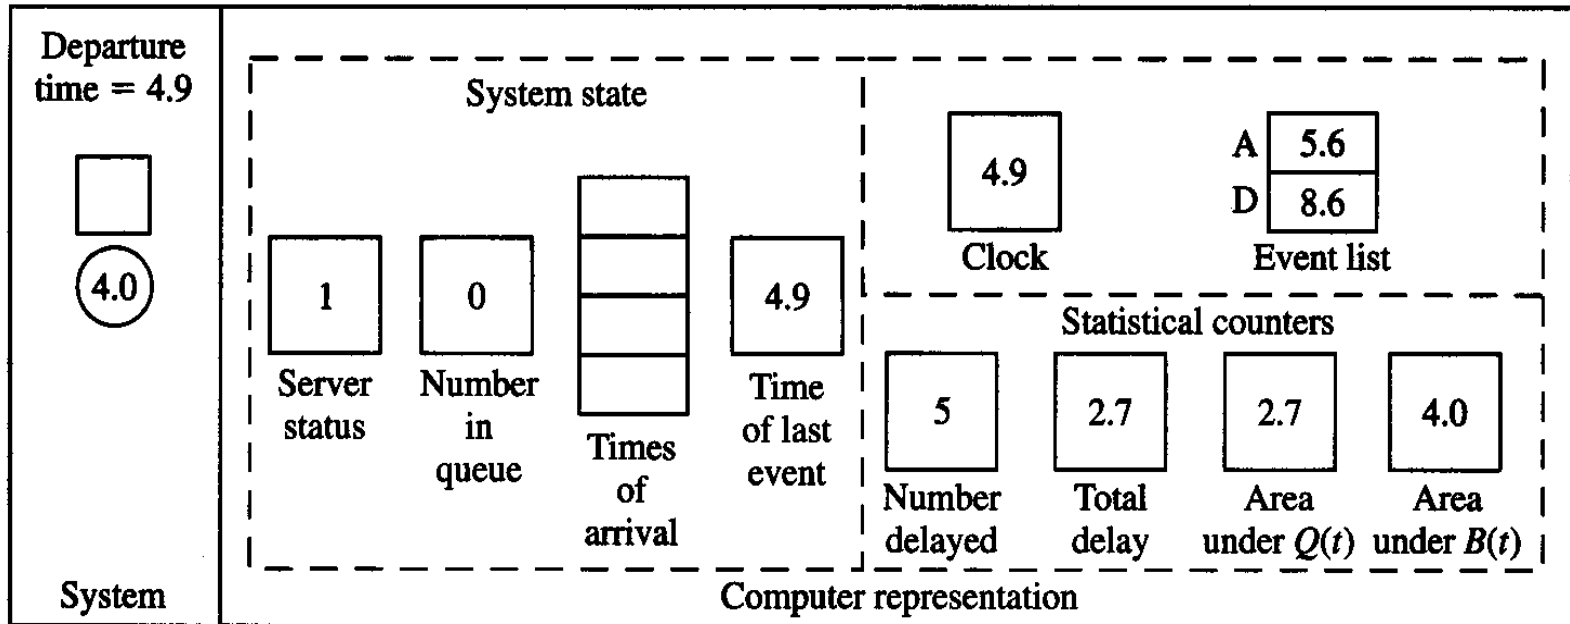 Departure
time = 4.9
4.0
System
System state
1
Server
status
0
Number
in
queue
Times
of
arrival
4.9
Time
of last
event
4.9
Clock
A 5.6
D 8.6
Event list
Statistical counters
5
Number
delayed
2.7
Total
delay
2.7
Area
under Q(t)
4.0
Area
under B(t)
Computer representation